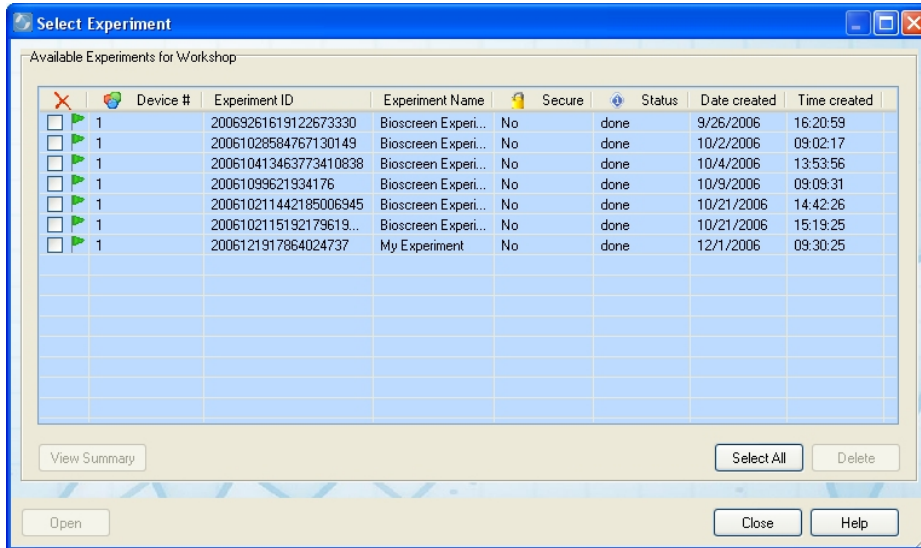 Select Experiment
Available Experiments for Workshop
Device # Experiment ID Experiment Name Secure Status Date created Time created
1 2006926161912267330 Bioscreen Experi... No done 9/26/2006 16:20:59
1 20061028584767130149 Bioscreen Experi... No done 10/2/2006 09:02:17
1 200610413463773410838 Bioscreen Experi... No done 10/4/2006 13:53:56
1 20061099621934176 Bioscreen Experi... No done 10/9/2006 09:09:31
1 200610211442185006945 Bioscreen Experi... No done 10/21/2006 14:42:26
1 2006102115192179619... Bioscreen Experi... No done 10/21/2006 15:19:25
1 2006121917864024737 My Experiment No done 12/1/2006 09:30:25
View Summary Select All Delete
Open Close Help